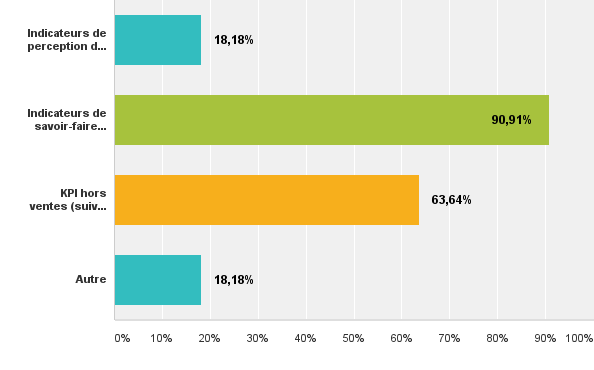 Indicateurs de
perception d...
18,18%
Indicateurs de
savoir-faire...
90,91%
KPI hors
ventes (suiv...
63,64%
Autre
18,18%
0% 10% 20% 30% 40% 50% 60% 70% 80% 90% 100%